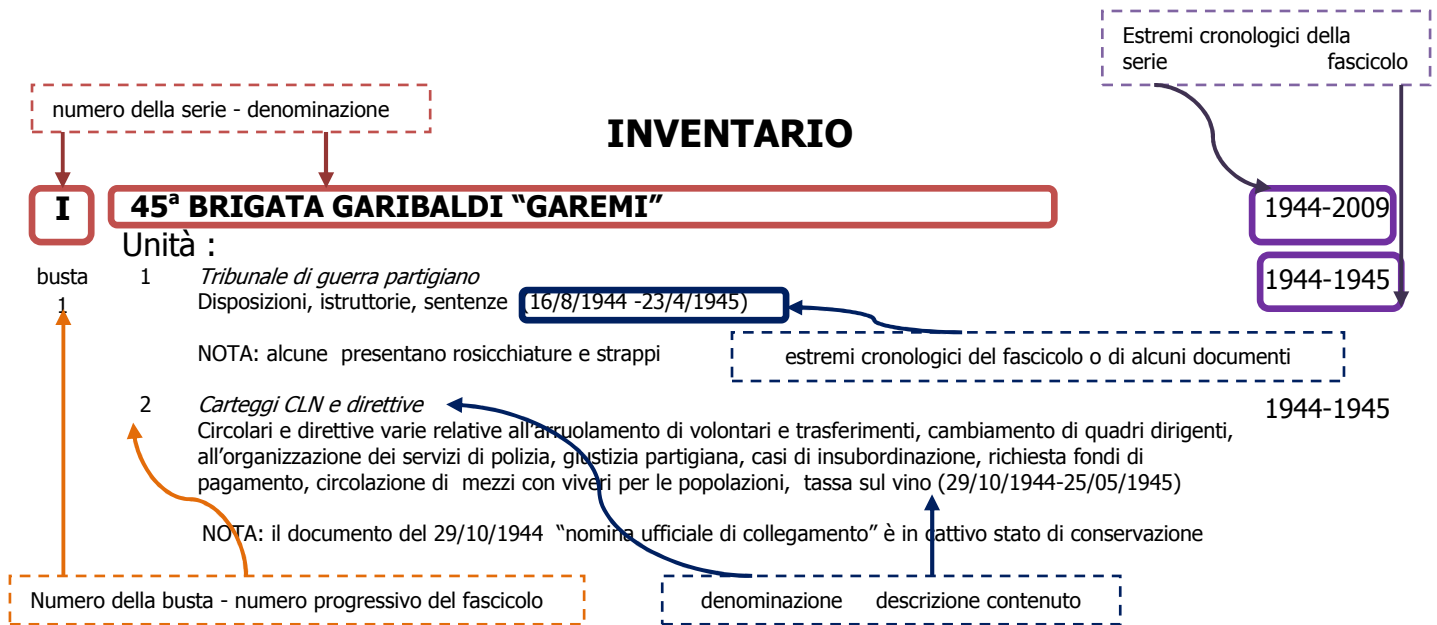 Estremi cronologici della
serie fascicolo
numero della serie - denominazione
INVENTARIO
I 45ª BRIGATA GARIBALDI “GAREMI” 1944-2009
Unità :
busta 1 Tribunale di guerra partigiano 1944-1945
1 Disposizioni, istruttorie, sentenze (16/8/1944 -23/4/1945)
NOTA: alcune presentano rosicchiature e strappi
estremi cronologici del fascicolo o di alcuni documenti
2 Carteggi CLN e direttive 1944-1945
Circolari e direttive varie relative all’arruolamento di volontari e trasferimenti, cambiamento di quadri dirigenti,
all’organizzazione dei servizi di polizia, giustizia partigiana, casi di insubordinazione, richiesta fondi di
pagamento, circolazione di mezzi con viveri per le popolazioni, tassa sul vino (29/10/1944-25/05/1945)
NOTA: il documento del 29/10/1944 “nomina ufficiale di collegamento” è in cattivo stato di conservazione
Numero della busta - numero progressivo del fascicolo
denominazione descrizione contenuto